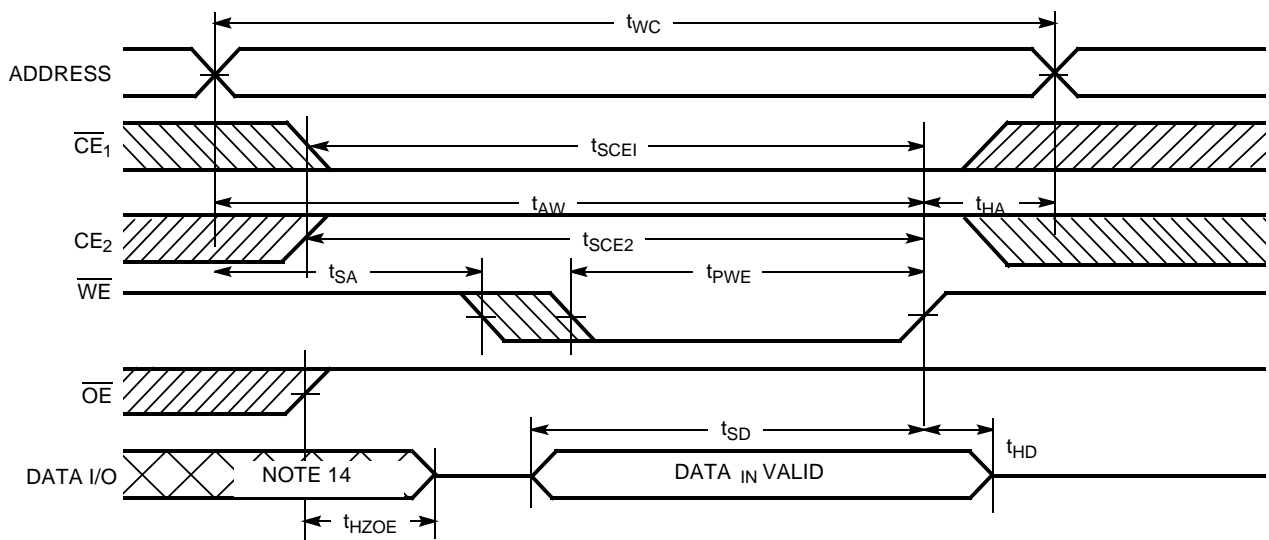 tWC
ADDRESS
CE1
tSCEI
tAW
tHA
CE2
tSCE2
tSA
tPWE
WE
OE
tSD
tHD
DATA I/O
NOTE 14
DATA IN VALID
tHZOE